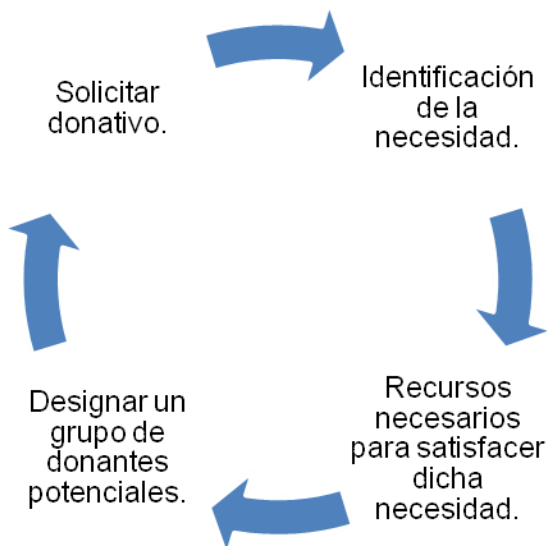 Solicitar
donativo.
Identificación
de la
necesidad.
Recursos
necesarios
para satisfacer
dicha
necesidad.
Designar un
grupo de
donantes
potenciales.